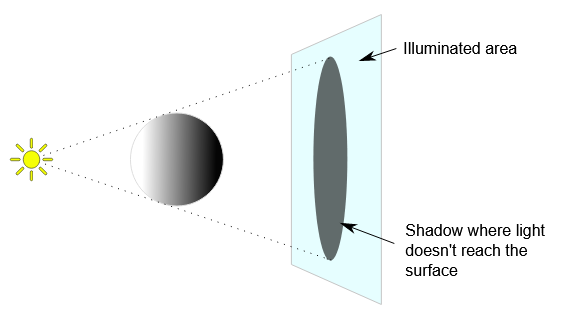 Illuminated area
Shadow where light
doesn't reach the
surface